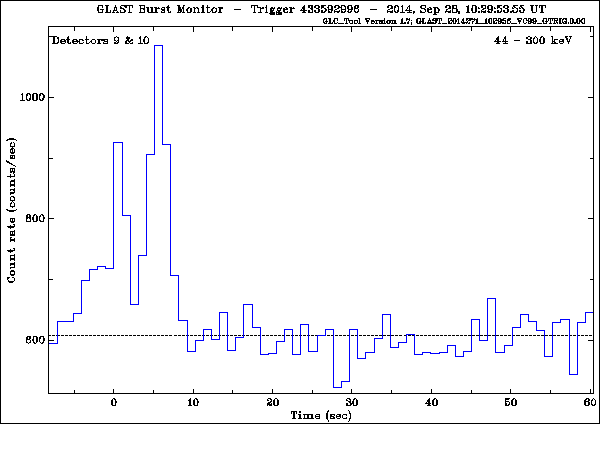 GLAST Burst Monitor – Trigger 433592996 – 2014, Sep 28, 10:29:53.55 UT
GLC_Tool Version 1.7; GLAST_2014271_102956_VC09_GTRIG.0.00
Detectors 9 & 10
44 – 300 keV
Count rate (counts/sec)
1000
800
600
0 10 20 30 40 50 60
Time (sec)